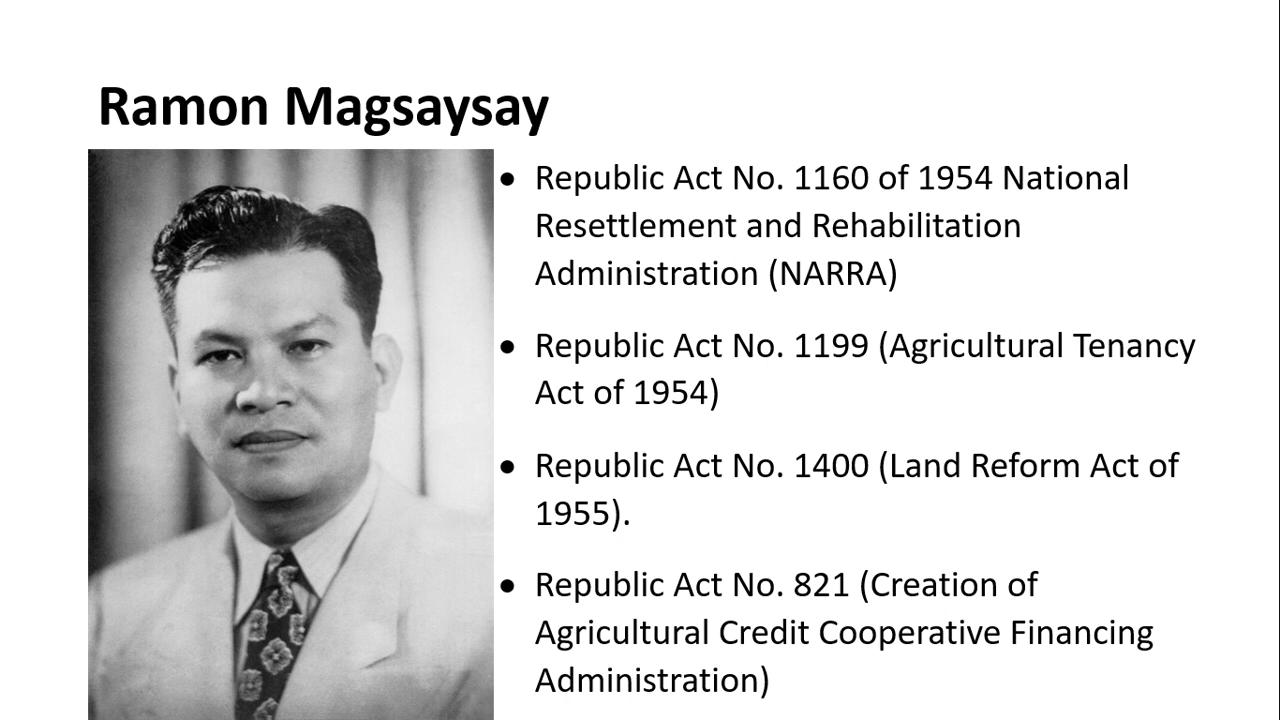 Ramon Magsaysay
• Republic Act No. 1160 of 1954 National
Resettlement and Rehabilitation
Administration (NARRA)
• Republic Act No. 1199 (Agricultural Tenancy
Act of 1954)
• Republic Act No. 1400 (Land Reform Act of
1955).
• Republic Act No. 821 (Creation of
Agricultural Credit Cooperative Financing
Administration)